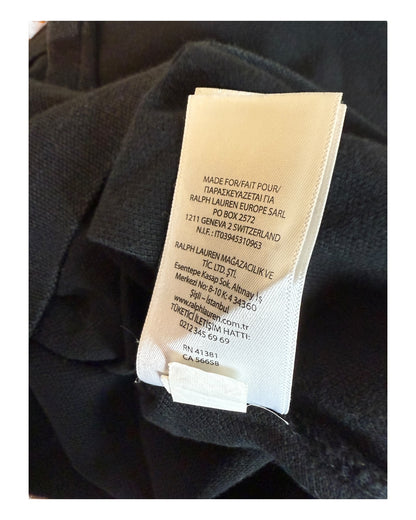 MADE FOR/FAIT POUR/
ΠΑΡΑΣΚΕΥΑΖΕΤΑΙ ΓΙΑ
RALPH LAUREN EUROPE SARL
PO BOX 2572
1211 GENEVA 2 SWITZERLAND
N.I.F. : IT03945310963
RALPH LAUREN MAĞAZACILIK VE
TİC. LTD. ŞTİ.
Esentepe Kasap Sok. Altınay İş
Merkezi No: 8-10 K:4 34360
Şişli - İstanbul
www.ralphlauren.com.tr
TÜKETİCİ İLETİŞİM HATTI:
0212 345 69 69
RN 41381
CA 56658